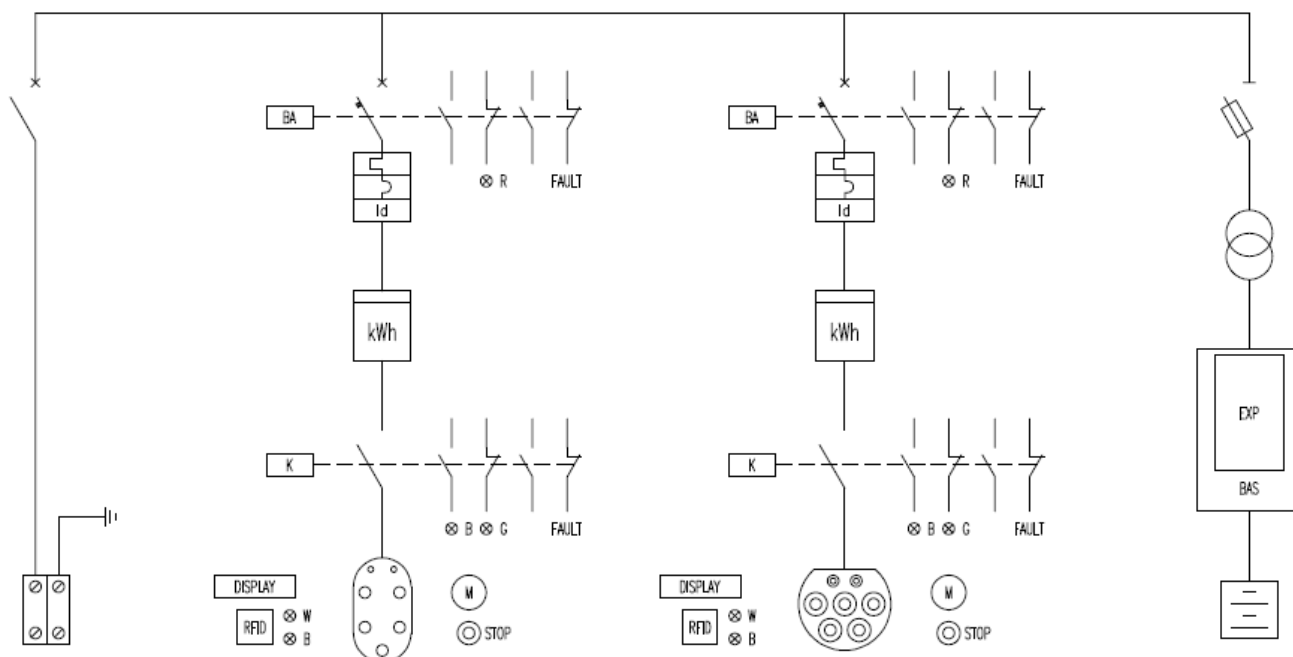 BA
R FAULT
Id
kWh
K
B G FAULT
DISPLAY
M
RFID W
B
STOP
BA
R FAULT
Id
kWh
K
B G FAULT
DISPLAY
M
RFID W
B
STOP
EXP
BAS